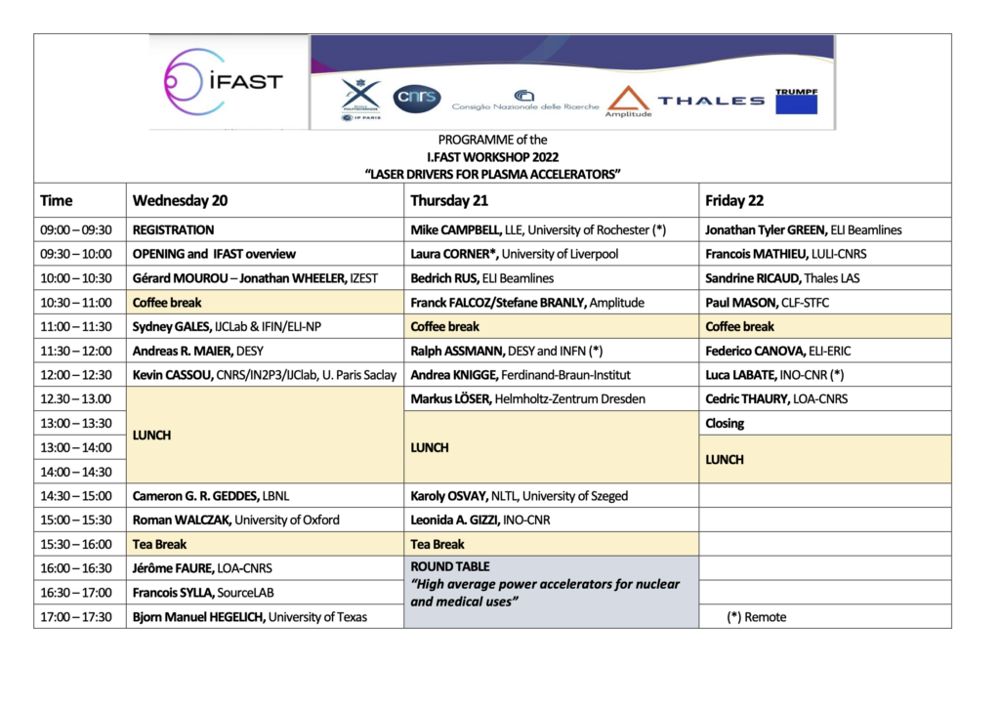 iFAST
ÉCOLE POLYTECHNIQUE
IP PARIS
cnrs
Consiglio Nazionale delle Ricerche
Amplitude
THALES
TRUMPF
PROGRAMME of the
I.FAST WORKSHOP 2022
“LASER DRIVERS FOR PLASMA ACCELERATORS”
Time Wednesday 20 Thursday 21 Friday 22
09:00 – 09:30 REGISTRATION Mike CAMPBELL, LLE, University of Rochester (*) Jonathan Tyler GREEN, ELI Beamlines
09:30 – 10:00 OPENING and IFAST overview Laura CORNER*, University of Liverpool Francois MATHIEU, LULI-CNRS
10:00 – 10:30 Gérard MOUROU – Jonathan WHEELER, IZEST Bedrich RUS, ELI Beamlines Sandrine RICAUD, Thales LAS
10:30 – 11:00 Coffee break Franck FALCOZ/Stefane BRANLY, Amplitude Paul MASON, CLF-STFC
11:00 – 11:30 Sydney GALES, IJCLab & IFIN/ELI-NP Coffee break Coffee break
11:30 – 12:00 Andreas R. MAIER, DESY Ralph ASSMANN, DESY and INFN (*) Federico CANOVA, ELI-ERIC
12:00 – 12:30 Kevin CASSOU, CNRS/IN2P3/IJClab, U. Paris Saclay Andrea KNIGGE, Ferdinand-Braun-Institut Luca LABATE, INO-CNR (*)
12.30 – 13.00 Markus LÖSER, Helmholtz-Zentrum Dresden Cedric THAURY, LOA-CNRS
13:00 – 13:30 LUNCH Closing
13:00 – 14:00 LUNCH LUNCH
14:00 – 14:30
14:30 – 15:00 Cameron G. R. GEDDES, LBNL Karoly OSVAY, NLTL, University of Szeged
15:00 – 15:30 Roman WALCZAK, University of Oxford Leonida A. GIZZI, INO-CNR
15:30 – 16:00 Tea Break Tea Break
16:00 – 16:30 Jérôme FAURE, LOA-CNRS ROUND TABLE
“High average power accelerators for nuclear
16:30 – 17:00 Francois SYLLA, SourceLAB and medical uses”
17:00 – 17:30 Bjorn Manuel HEGELICH, University of Texas (*) Remote